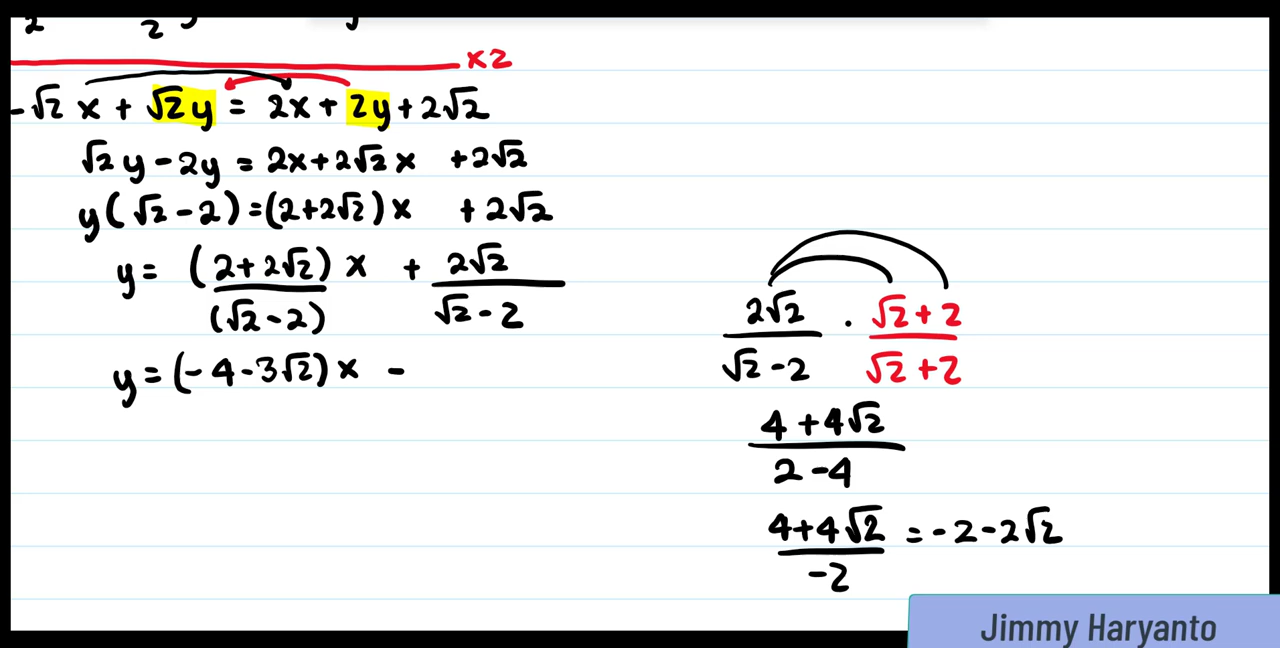 × 2
-√2 x + √2y = 2x + 2y + 2√2
√2 y - 2y = 2x + 2√2 x + 2√2
y(√2 - 2) = (2 + 2√2) x + 2√2
y = (2 + 2√2) x / (√2 - 2) + 2√2 / √2 - 2
y = (-4 - 3√2) x -
2√2 / √2 - 2 . √2 + 2 / √2 + 2
4 + 4√2 / 2 - 4
4 + 4√2 / -2 = -2 - 2√2
Jimmy Haryanto